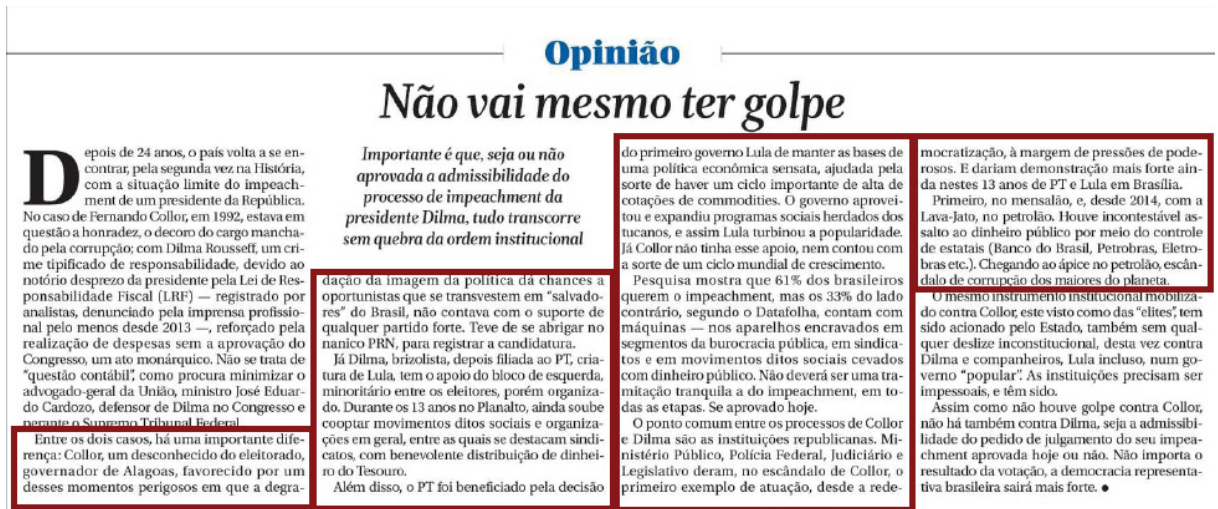 Opinião
Não vai mesmo ter golpe
Depois de 24 anos, o país volta a se en-
contrar, pela segunda vez na História,
com a situação limite do impeach-
ment de um presidente da República.
No caso de Fernando Collor, em 1992, estava em
questão a honradez, o decoro do cargo mancha-
do pela corrupção; com Dilma Rousseff, um cri-
me tipificado de responsabilidade, devido ao
notório desprezo da presidente pela Lei de Res-
ponsabilidade Fiscal (LRF) — registrado por
analistas, denunciado pela imprensa profissio-
nal pelo menos desde 2013 —, reforçado pela
realização de despesas sem a aprovação do
Congresso, um ato monárquico. Não se trata de
“questão contábil”, como procura minimizar o
advogado-geral da União, ministro José Eduar-
do Cardozo, defensor de Dilma no Congresso e
perante o Supremo Tribunal Federal.
Entre os dois casos, há uma importante dife-
rença: Collor, um desconhecido do eleitorado,
governador de Alagoas, favorecido por um
desses momentos perigosos em que a degra-
Importante é que, seja ou não
aprovada a admissibilidade do
processo de impeachment da
presidente Dilma, tudo transcorre
sem quebra da ordem institucional
dação da imagem da política dá chances a
oportunistas que se transvestem em “salvado-
res” do Brasil, não contava com o suporte de
qualquer partido forte. Teve de se abrigar no
nanico PRN, para registrar a candidatura.
Já Dilma, brizolista, depois filiada ao PT, cria-
tura de Lula, tem o apoio do bloco de esquerda,
minoritário entre os eleitores, porém organiza-
do. Durante os 13 anos no Planalto, ainda soube
cooptar movimentos ditos sociais e organiza-
ções em geral, entre as quais se destacam sindi-
catos, com benevolente distribuição de dinhei-
ro do Tesouro.
Além disso, o PT foi beneficiado pela decisão
do primeiro governo Lula de manter as bases de
uma política econômica sensata, ajudada pela
sorte de haver um ciclo importante de alta de
cotações de commodities. O governo aprovei-
tou e expandiu programas sociais herdados dos
tucanos, e assim Lula turbinou a popularidade.
Já Collor não tinha esse apoio, nem contou com
a sorte de um ciclo mundial de crescimento.
Pesquisa mostra que 61% dos brasileiros
querem o impeachment, mas os 33% do lado
contrário, segundo o Datafolha, contam com
máquinas — nos aparelhos encravados em
segmentos da burocracia pública, em sindica-
tos e em movimentos ditos sociais cevados
com dinheiro público. Não deverá ser uma tra-
mitação tranquila a do impeachment, em to-
das as etapas. Se aprovado hoje.
O ponto comum entre os processos de Collor
e Dilma são as instituições republicanas. Mi-
nistério Público, Polícia Federal, Judiciário e
Legislativo deram, no escândalo de Collor, o
primeiro exemplo de atuação, desde a rede-
mocratização, à margem de pressões de pode-
rosos. E dariam demonstração mais forte ain-
da nestes 13 anos de PT e Lula em Brasília.
Primeiro, no mensalão, e, desde 2014, com a
Lava-Jato, no petrolão. Houve incontestável as-
salto ao dinheiro público por meio do controle
de estatais (Banco do Brasil, Petrobras, Eletro-
bras etc.). Chegando ao ápice no petrolão, escân-
dalo de corrupção dos maiores do planeta.
O mesmo instrumento institucional mobiliza-
do contra Collor, este visto como das “elites”, tem
sido acionado pelo Estado, também sem qual-
quer deslize inconstitucional, desta vez contra
Dilma e companheiros, Lula incluso, num go-
verno “popular”. As instituições precisam ser
impessoais, e têm sido.
Assim como não houve golpe contra Collor,
não há também contra Dilma, seja a admissibi-
lidade do pedido de julgamento do seu impea-
chment aprovada hoje ou não. Não importa o
resultado da votação, a democracia representa-
tiva brasileira sairá mais forte. ●